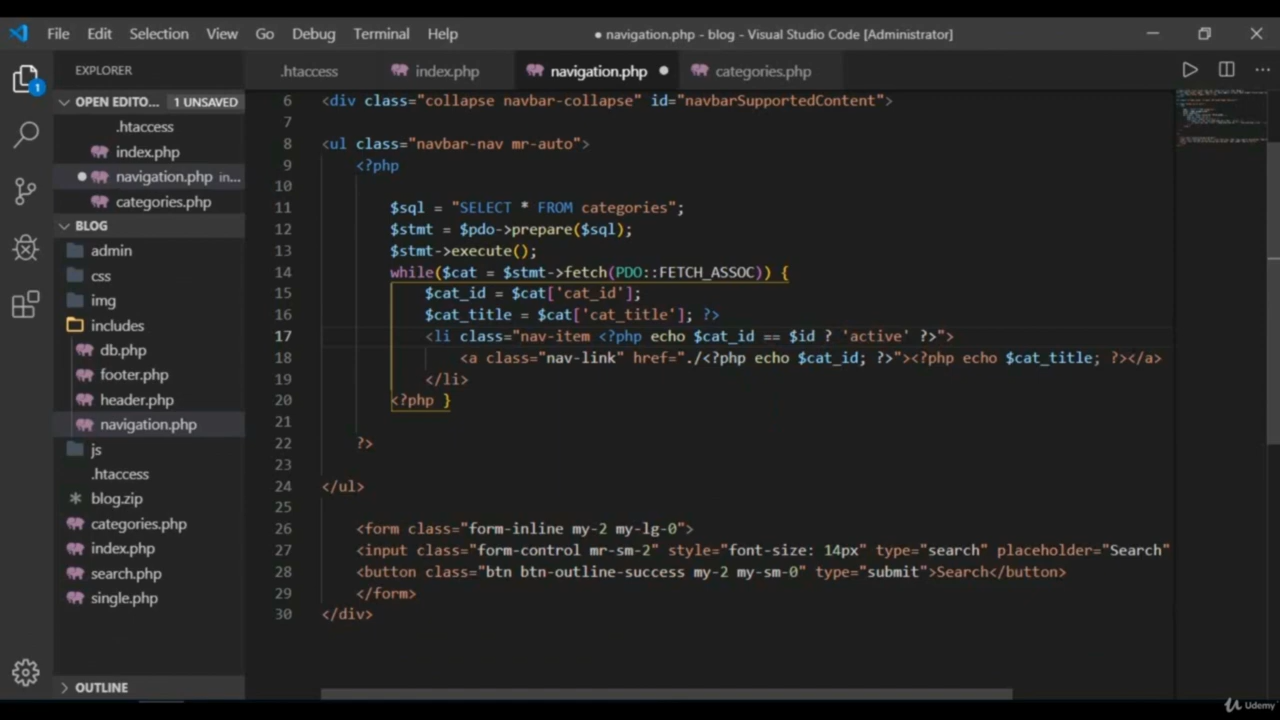 File Edit Selection View Go Debug Terminal Help ● navigation.php - blog - Visual Studio Code [Administrator]
EXPLORER
.htaccess index.php navigation.php ● categories.php
OPEN EDITO... 1 UNSAVED
.htaccess
index.php
● navigation.php in...
categories.php
BLOG
admin
css
img
includes
db.php
footer.php
header.php
navigation.php
js
.htaccess
blog.zip
categories.php
index.php
search.php
single.php
OUTLINE
1
6 <div class="collapse navbar-collapse" id="navbarSupportedContent">
7
8 <ul class="navbar-nav mr-auto">
9 <?php
10
11 $sql = "SELECT * FROM categories";
12 $stmt = $pdo->prepare($sql);
13 $stmt->execute();
14 while($cat = $stmt->fetch(PDO::FETCH_ASSOC)) {
15 $cat_id = $cat['cat_id'];
16 $cat_title = $cat['cat_title']; ?>
17 <li class="nav-item <?php echo $cat_id == $id ? 'active' ?>">
18 <a class="nav-link" href="./<?php echo $cat_id; ?>"><?php echo $cat_title; ?></a>
19 </li>
20 <?php }
21
22 ?>
23
24 </ul>
25
26 <form class="form-inline my-2 my-lg-0">
27 <input class="form-control mr-sm-2" style="font-size: 14px" type="search" placeholder="Search"
28 <button class="btn btn-outline-success my-2 my-sm-0" type="submit">Search</button>
29 </form>
30 </div>
Udemy